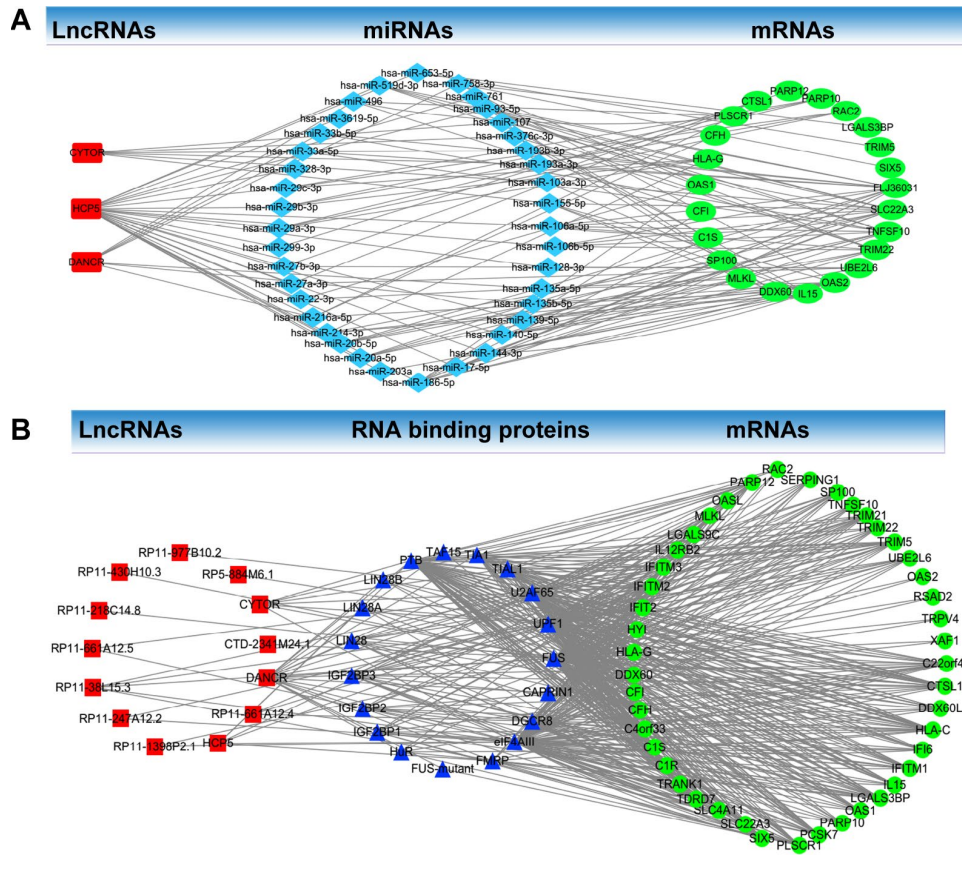 A
LncRNAs miRNAs mRNAs
CYTOR
HCP5
DANCR
hsa-miR-653-5p
hsa-miR-519d-3p
hsa-miR-496
hsa-miR-3619-5p
hsa-miR-33b-5p
hsa-miR-33a-5p
hsa-miR-328-3p
hsa-miR-29c-3p
hsa-miR-29b-3p
hsa-miR-29a-3p
hsa-miR-299-3p
hsa-miR-27b-3p
hsa-miR-27a-3p
hsa-miR-22-3p
hsa-miR-216a-5p
hsa-miR-214-3p
hsa-miR-20b-5p
hsa-miR-20a-5p
hsa-miR-203a
hsa-miR-186-5p
hsa-miR-758-3p
hsa-miR-761
hsa-miR-93-5p
hsa-miR-107
hsa-miR-376c-3p
hsa-miR-193b-3p
hsa-miR-193a-3p
hsa-miR-103a-3p
hsa-miR-155-5p
hsa-miR-106a-5p
hsa-miR-106b-5p
hsa-miR-128-3p
hsa-miR-135a-5p
hsa-miR-135b-5p
hsa-miR-139-5p
hsa-miR-140-5p
hsa-miR-144-3p
hsa-miR-17-5p
PARP12
CTSL1
PLSCR1
CFH
HLA-G
OAS1
CFI
C1S
SP100
MLKL
DDX60
IL15
PARP10
RAC2
LGALS3BP
TRIM5
SIX5
FLJ36031
SLC22A3
TNFSF10
TRIM22
UBE2L6
OAS2
B
LncRNAs RNA binding proteins mRNAs
RP11-977B10.2
RP11-430H10.3
RP5-884M6.1
RP11-218C14.8
CYTOR
RP11-661A12.5
CTD-2341M24.1
RP11-38L15.3
DANCR
RP11-247A12.2
RP11-661A12.4
RP11-1398P2.1
HCP5
TAF15
PTB
LIN28B
LIN28A
LIN28
IGF2BP3
IGF2BP2
IGF2BP1
HUR
FUS-mutant
TIA1
TIAL1
U2AF65
UPF1
FUS
CAPRIN1
DGCR8
eIF4AIII
FMRP
RAC2
PARP12
OASL
MLKL
LGALS9C
IL12RB2
IFITM3
IFITM2
IFIT2
HYI
HLA-G
DDX60
CFI
CFH
C4orf33
C1S
C1R
TRANK1
TDRD7
SLC4A11
SLC22A3
SIX5
PLSCR1
SERPING1
SP100
TNFSF10
TRIM21
TRIM22
TRIM5
UBE2L6
OAS2
RSAD2
TRPV4
XAF1
C22orf4
CTSL1
DDX60L
HLA-C
IFI6
IFITM1
IL15
LGALS3BP
OAS1
PARP10
PCSK7